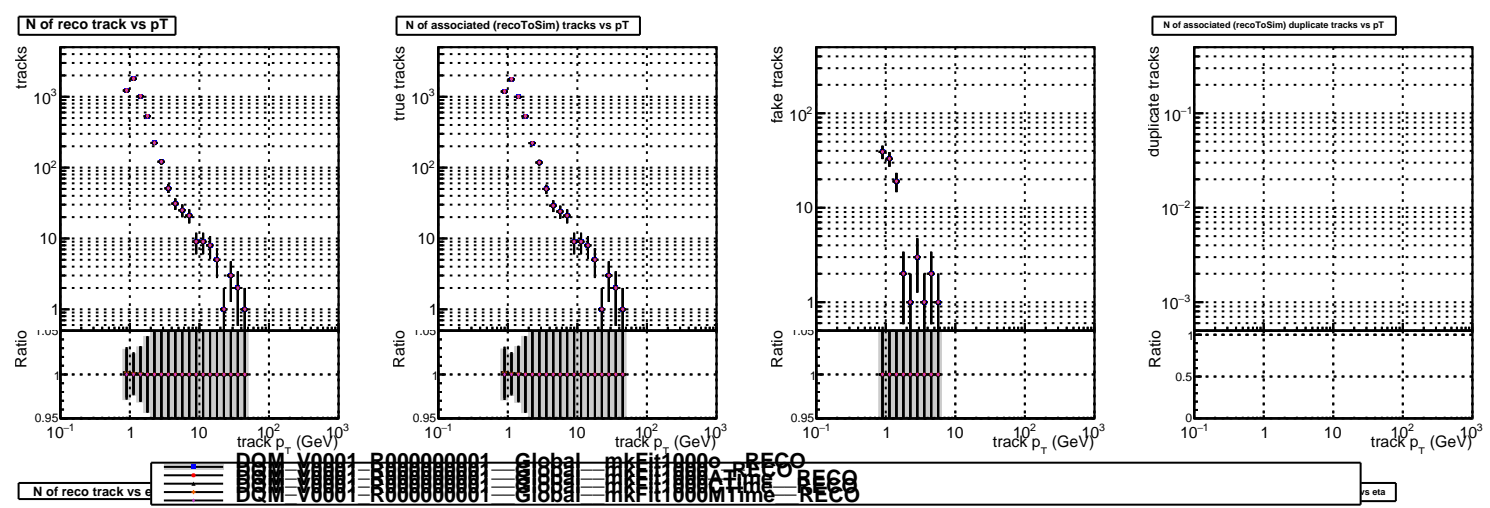 N of reco track vs pT
N of associated (recoToSim) tracks vs pT
N of associated (recoToSim) duplicate tracks vs pT
tracks
10³
10²
10
1
Ratio
1.05
1
0.95
10⁻¹ 1 10 10² 10³
track p_T (GeV)
true tracks
10³
10²
10
1
Ratio
1.05
1
0.95
10⁻¹ 1 10 10² 10³
track p_T (GeV)
fake tracks
10²
10
1
Ratio
1.05
1
0.95
10⁻¹ 1 10 10² 10³
track p_T (GeV)
duplicate tracks
10⁻¹
10⁻²
10⁻³
Ratio
1
0.5
0
10⁻¹ 1 10 10² 10³
track p_T (GeV)
DQM_V0001_R000000001__Global__mkFit1000o__RECO
DQM_V0001_R000000001__Global__mkFit1000MTime__RECO
N of reco track vs e
vs eta